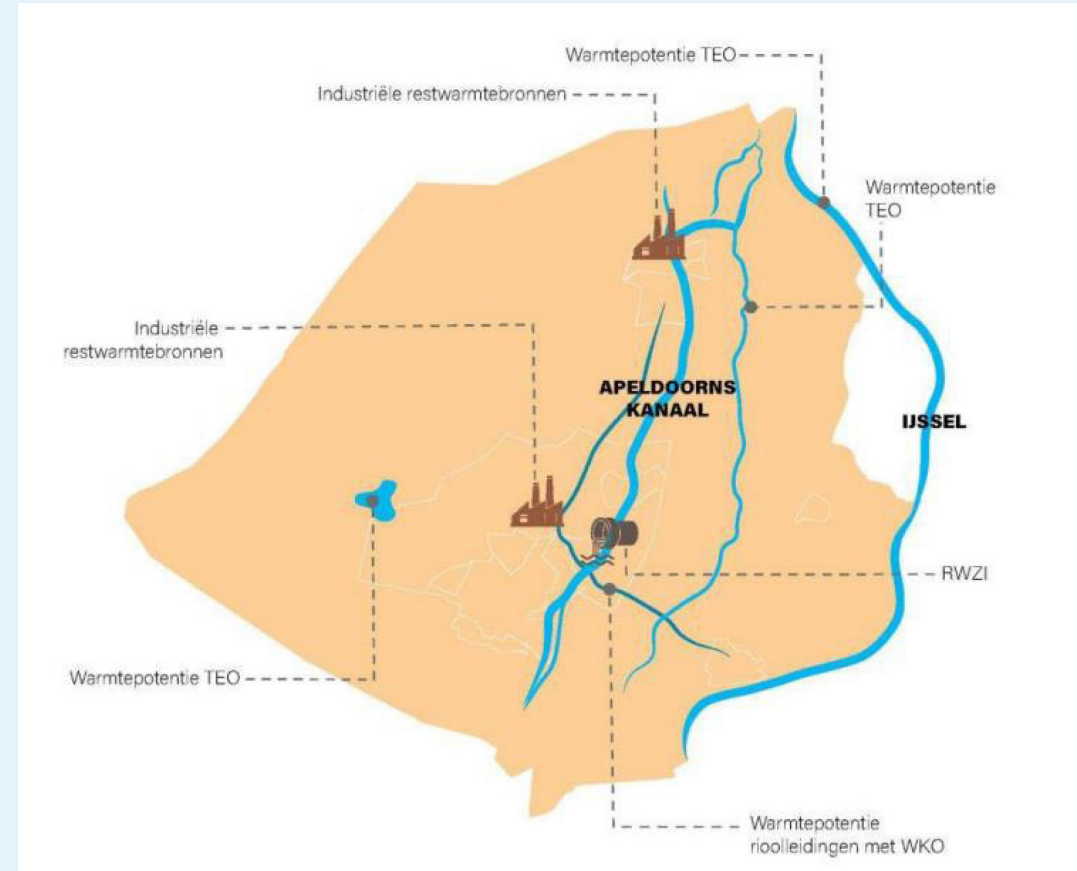 Warmtepotentie TEO
Industriële restwarmtebronnen
Warmtepotentie
TEO
Industriële
restwarmtebronnen
APELDOORNS
KANAAL
IJSSEL
RWZI
Warmtepotentie TEO
Warmtepotentie
rioolleidingen met WKO